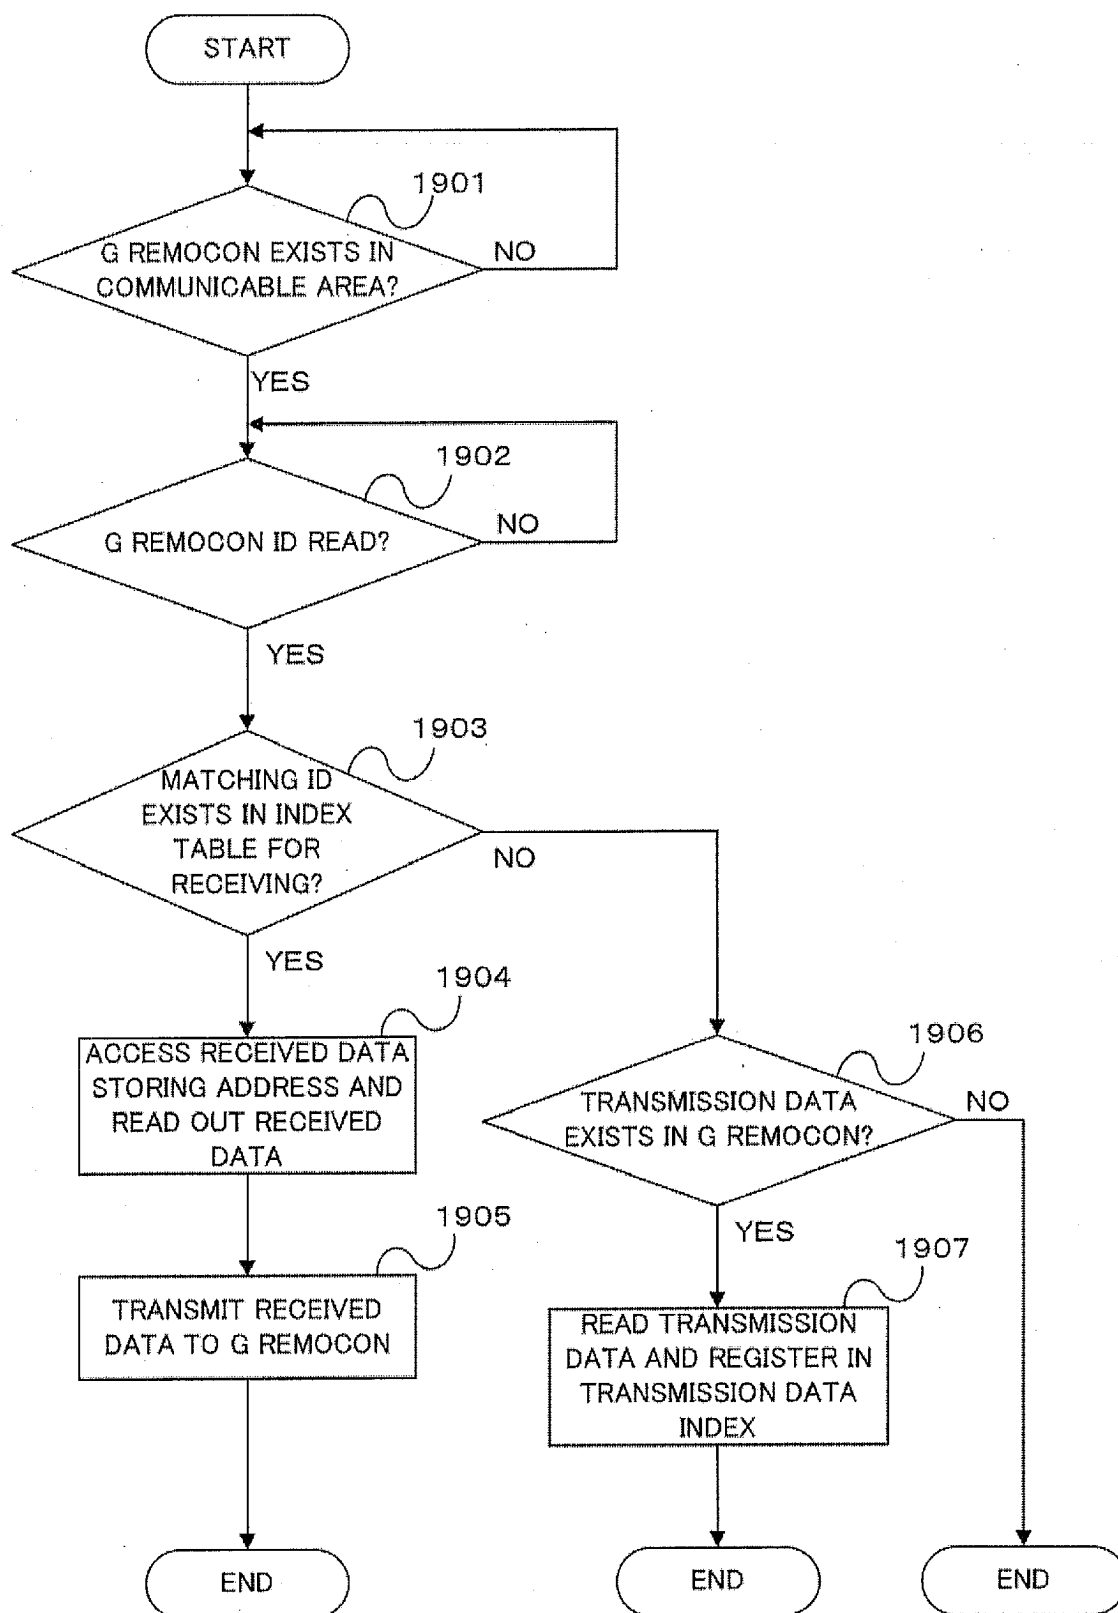 START
1901
G REMOCON EXISTS IN
COMMUNICABLE AREA?
NO
YES
1902
G REMOCON ID READ?
NO
YES
1903
MATCHING ID
EXISTS IN INDEX
TABLE FOR
RECEIVING?
NO
YES
1904
ACCESS RECEIVED DATA
STORING ADDRESS AND
READ OUT RECEIVED
DATA
1906
TRANSMISSION DATA
EXISTS IN G REMOCON?
NO
YES
1905
TRANSMIT RECEIVED
DATA TO G REMOCON
1907
READ TRANSMISSION
DATA AND REGISTER IN
TRANSMISSION DATA
INDEX
END
END
END